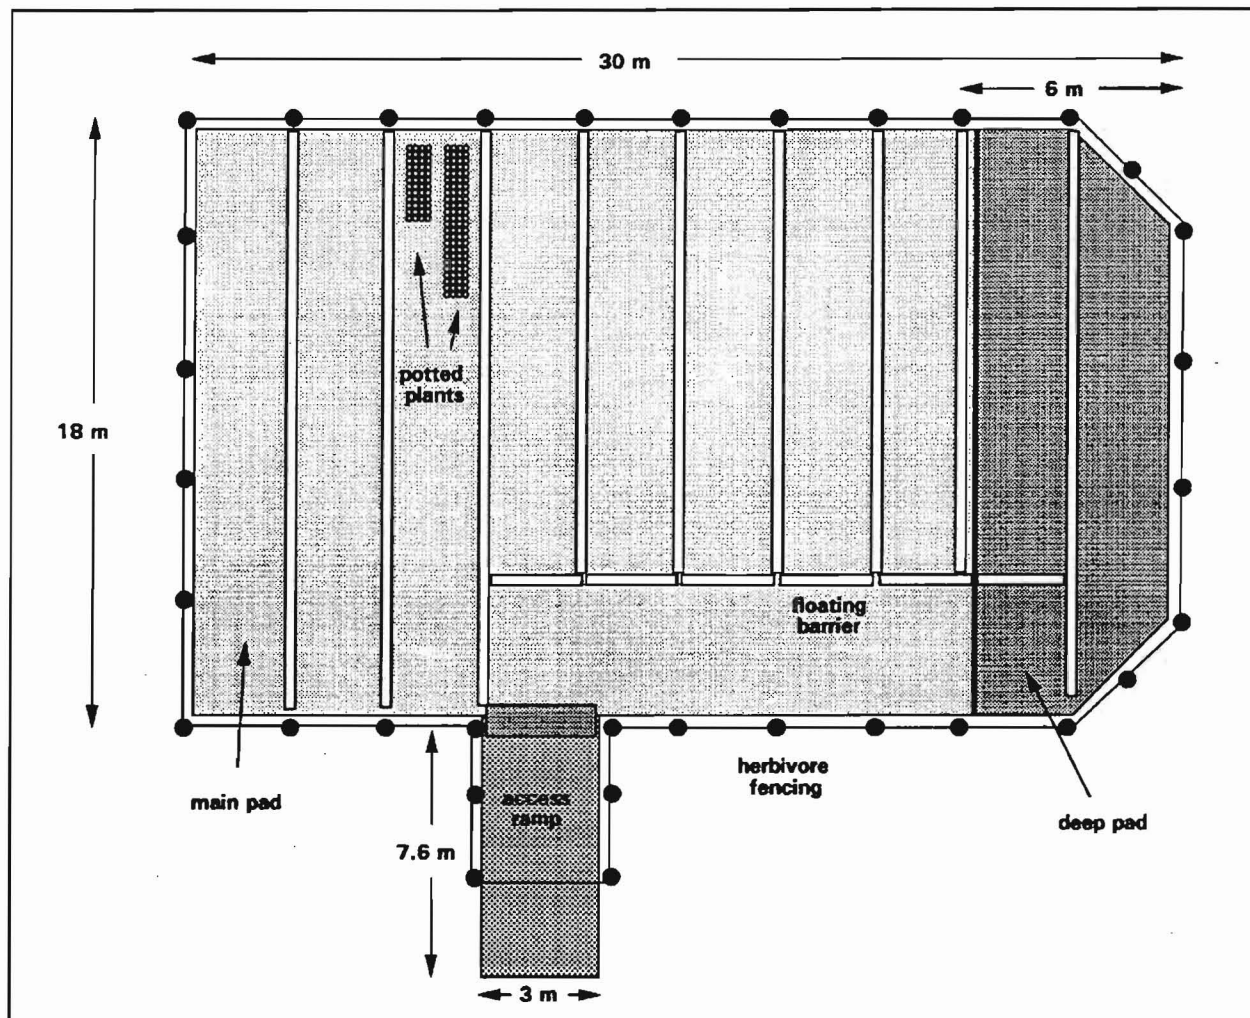 30 m
6 m
potted
plants
18 m
floating
barrier
herbivore
fencing
main pad
access
ramp
deep pad
7.6 m
3 m